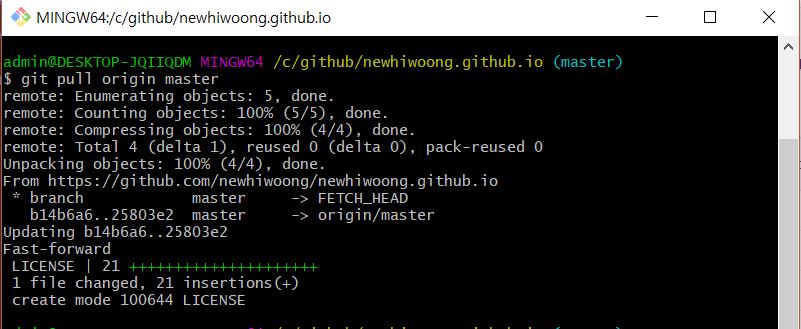 MINGW64:/c/github/newhiwoong.github.io
admin@DESKTOP-JQIIQDM MINGW64 /c/github/newhiwoong.github.io (master)
$ git pull origin master
remote: Enumerating objects: 5, done.
remote: Counting objects: 100% (5/5), done.
remote: Compressing objects: 100% (4/4), done.
remote: Total 4 (delta 1), reused 0 (delta 0), pack-reused 0
Unpacking objects: 100% (4/4), done.
From https://github.com/newhiwoong/newhiwoong.github.io
 * branch            master     -> FETCH_HEAD
   b14b6a6..25803e2  master     -> origin/master
Updating b14b6a6..25803e2
Fast-forward
 LICENSE | 21 +++++++++++++++++++++
 1 file changed, 21 insertions(+)
 create mode 100644 LICENSE